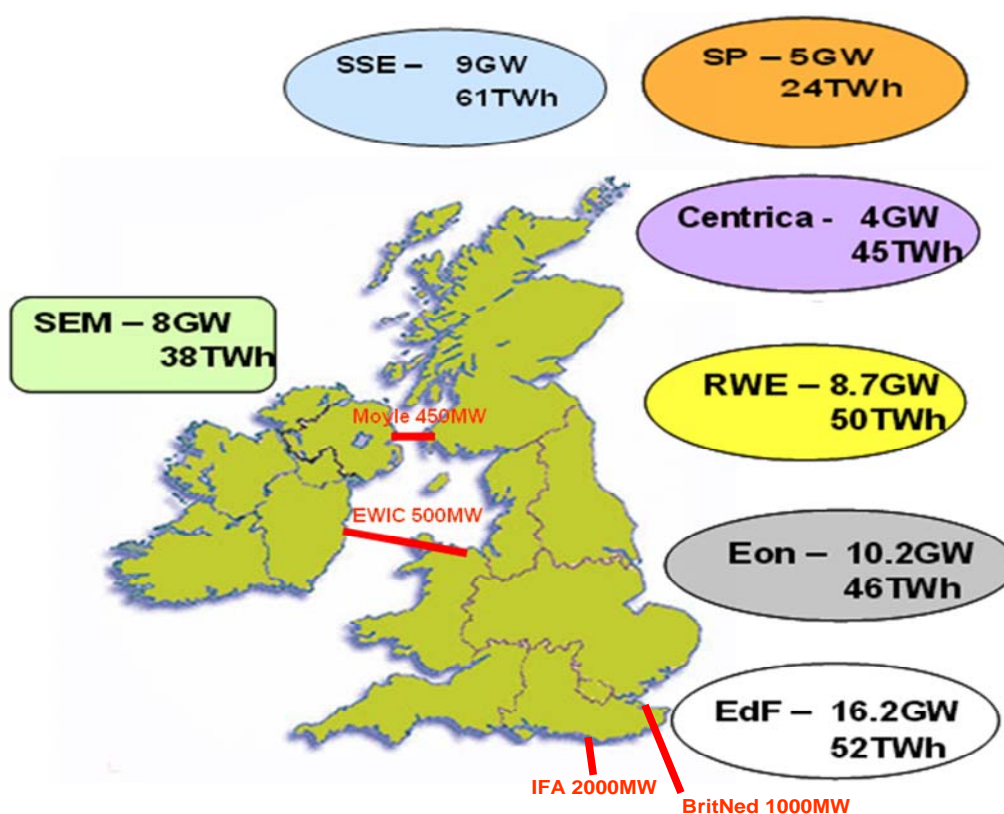 SSE – 9GW
61TWh
SP – 5GW
24TWh
Centrica - 4GW
45TWh
SEM – 8GW
38TWh
RWE – 8.7GW
50TWh
Moyle 450MW
EWIC 500MW
Eon – 10.2GW
46TWh
EdF – 16.2GW
52TWh
IFA 2000MW
BritNed 1000MW